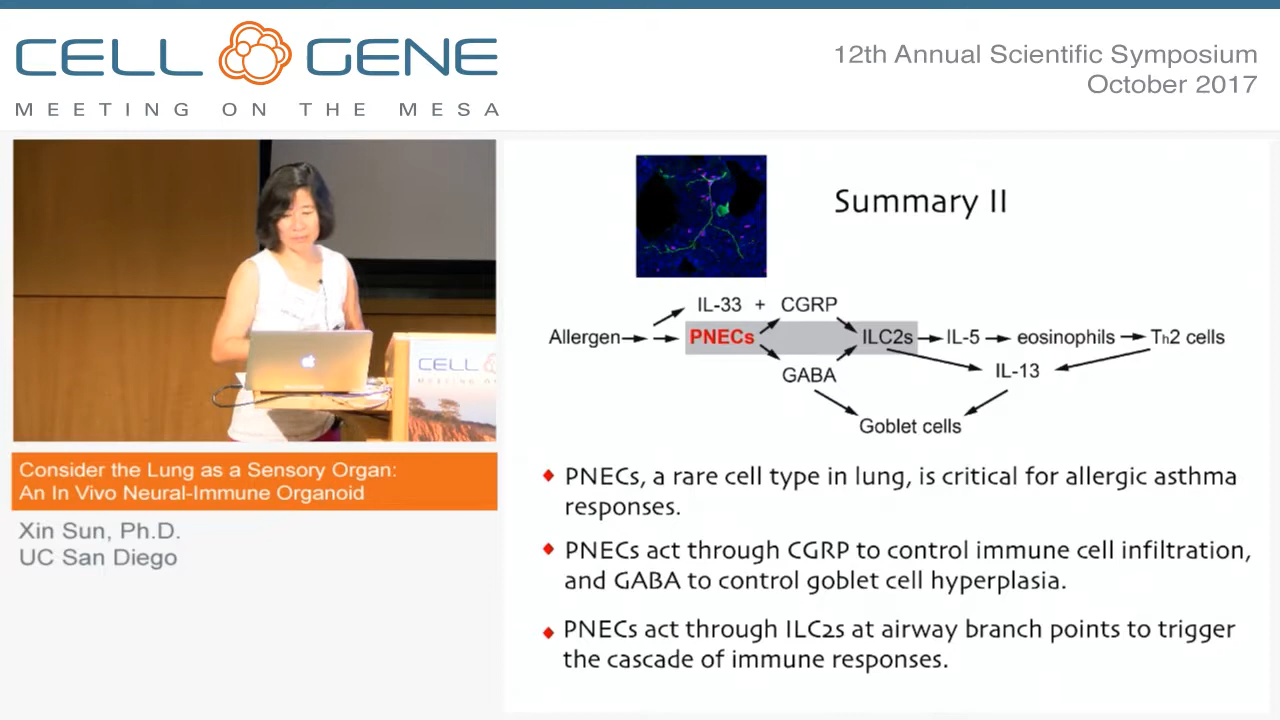 CELL GENE
MEETING ON THE MESA
12th Annual Scientific Symposium
October 2017
CELL GE
MEETING ON
Consider the Lung as a Sensory Organ:
An In Vivo Neural-Immune Organoid
Xin Sun, Ph.D.
UC San Diego
Summary II
IL-33 + CGRP
Allergen PNECs ILC2s IL-5 eosinophils Th2 cells
GABA IL-13
Goblet cells
PNECs, a rare cell type in lung, is critical for allergic asthma
responses.
PNECs act through CGRP to control immune cell infiltration,
and GABA to control goblet cell hyperplasia.
PNECs act through ILC2s at airway branch points to trigger
the cascade of immune responses.